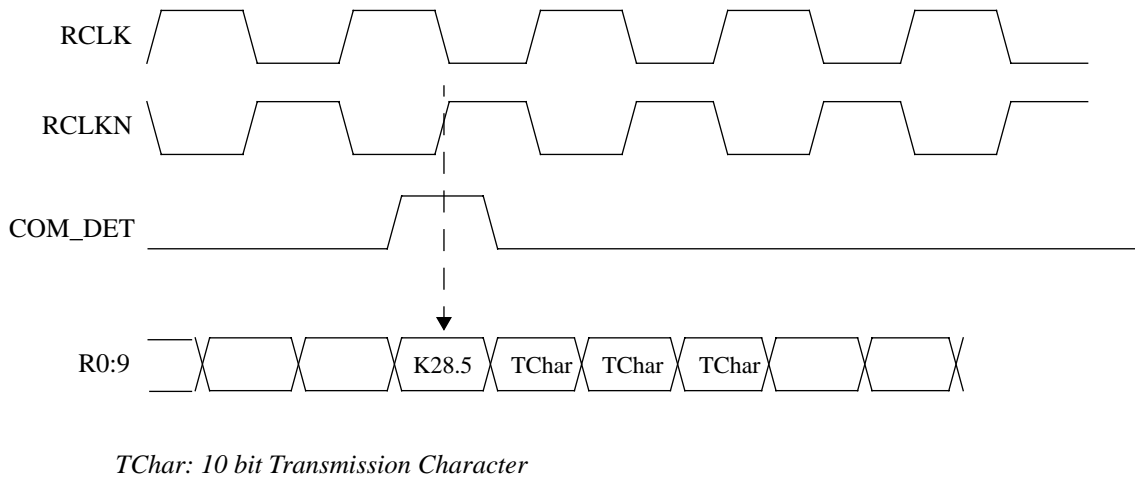 RCLK
RCLKN
COM_DET
R0:9
K28.5 TChar TChar TChar
TChar: 10 bit Transmission Character